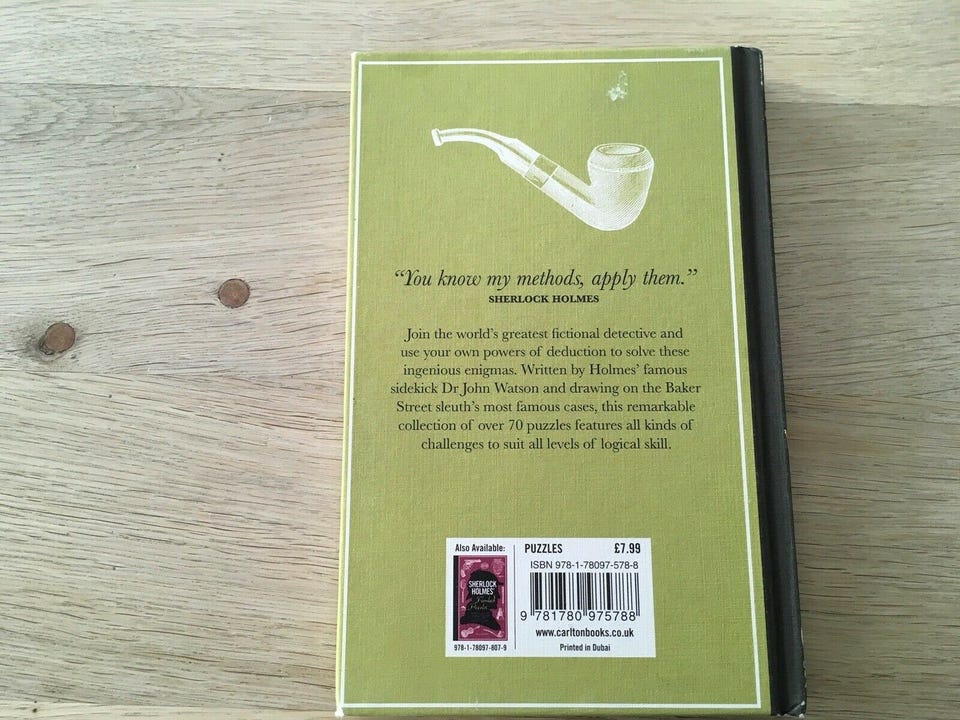 “You know my methods, apply them.”
SHERLOCK HOLMES
Join the world’s greatest fictional detective and
use your own powers of deduction to solve these
ingenious enigmas. Written by Holmes’ famous
sidekick Dr John Watson and drawing on the Baker
Street sleuth’s most famous cases, this remarkable
collection of over 70 puzzles features all kinds of
challenges to suit all levels of logical skill.
Also Available:
SHERLOCK
HOLMES’
978-1-78097-807-9
PUZZLES £7.99
ISBN 978-1-78097-578-8
9 781780 975788
www.carltonbooks.co.uk
Printed in Dubai